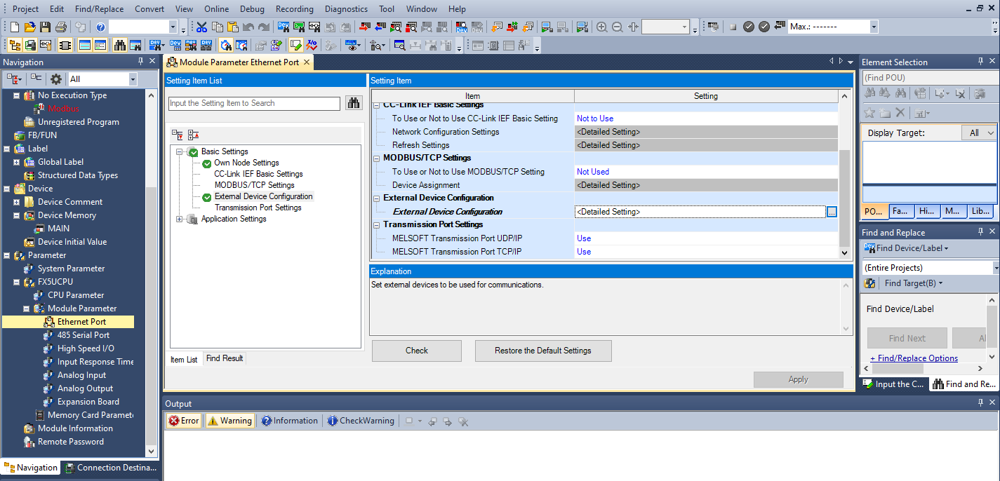 Project Edit Find/Replace Convert View Online Debug Recording Diagnostics Tool Window Help
Max.: -------
Navigation
All
No Execution Type
Modbus
Unregistered Program
FB/FUN
Label
Global Label
Structured Data Types
Device
Device Comment
Device Memory
MAIN
Device Initial Value
Parameter
System Parameter
FX5UCPU
CPU Parameter
Module Parameter
Ethernet Port
485 Serial Port
High Speed I/O
Input Response Time
Analog Input
Analog Output
Expansion Board
Memory Card Paramete
Module Information
Remote Password
Navigation Connection Destina...
Module Parameter Ethernet Port
Setting Item List
Input the Setting Item to Search
Basic Settings
Own Node Settings
CC-Link IEF Basic Settings
MODBUS/TCP Settings
External Device Configuration
Transmission Port Settings
Application Settings
Item List Find Result
Setting Item
Item Setting
CC-Link IEF Basic Settings
To Use or Not to Use CC-Link IEF Basic Setting Not to Use
Network Configuration Settings <Detailed Setting>
Refresh Settings <Detailed Setting>
MODBUS/TCP Settings
To Use or Not to Use MODBUS/TCP Setting Not Used
Device Assignment <Detailed Setting>
External Device Configuration
External Device Configuration <Detailed Setting> ...
Transmission Port Settings
MELSOFT Transmission Port UDP/IP Use
MELSOFT Transmission Port TCP/IP Use
Explanation
Set external devices to be used for communications.
Check Restore the Default Settings
Apply
Output
Error Warning Information CheckWarning
Element Selection
(Find POU)
Display Target: All
PO... Fa... Hi... M... Lib...
Find and Replace
Find Device/Label
(Entire Projects)
Find Target(B)
Find Device/Label
Find Next Al
+ Find/Replace Options
Input the C... Find and Re...